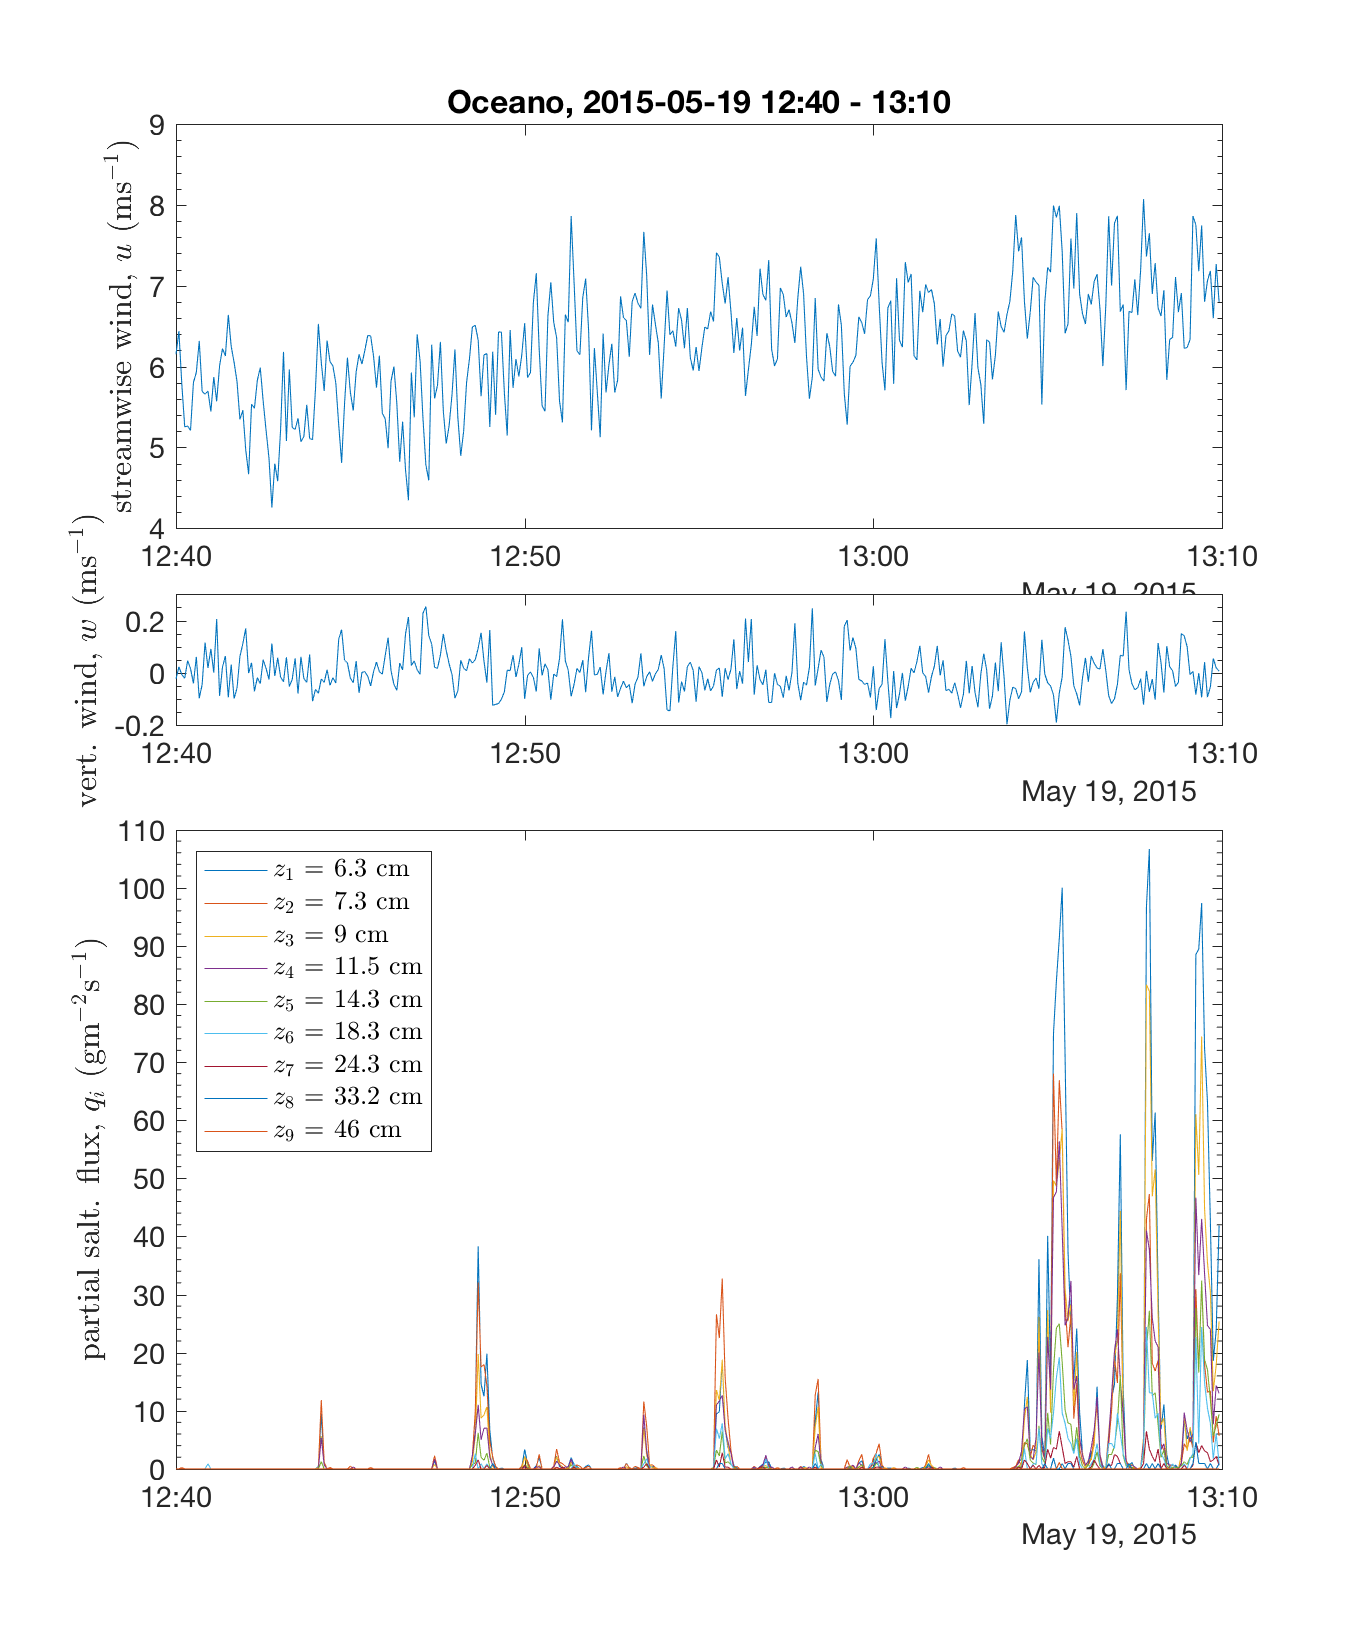 Oceano, 2015-05-19 12:40 - 13:10
streamwise wind, u (ms⁻¹)
9
8
7
6
5
4
12:40 12:50 13:00 13:10
May 19, 2015
vert. wind, w (ms⁻¹)
0.2
0
-0.2
12:40 12:50 13:00 13:10
May 19, 2015
partial salt. flux, qᵢ (gm⁻²s⁻¹)
110
100
90
80
70
60
50
40
30
20
10
0
z₁ = 6.3 cm
z₂ = 7.3 cm
z₃ = 9 cm
z₄ = 11.5 cm
z₅ = 14.3 cm
z₆ = 18.3 cm
z₇ = 24.3 cm
z₈ = 33.2 cm
z₉ = 46 cm
12:40 12:50 13:00 13:10
May 19, 2015